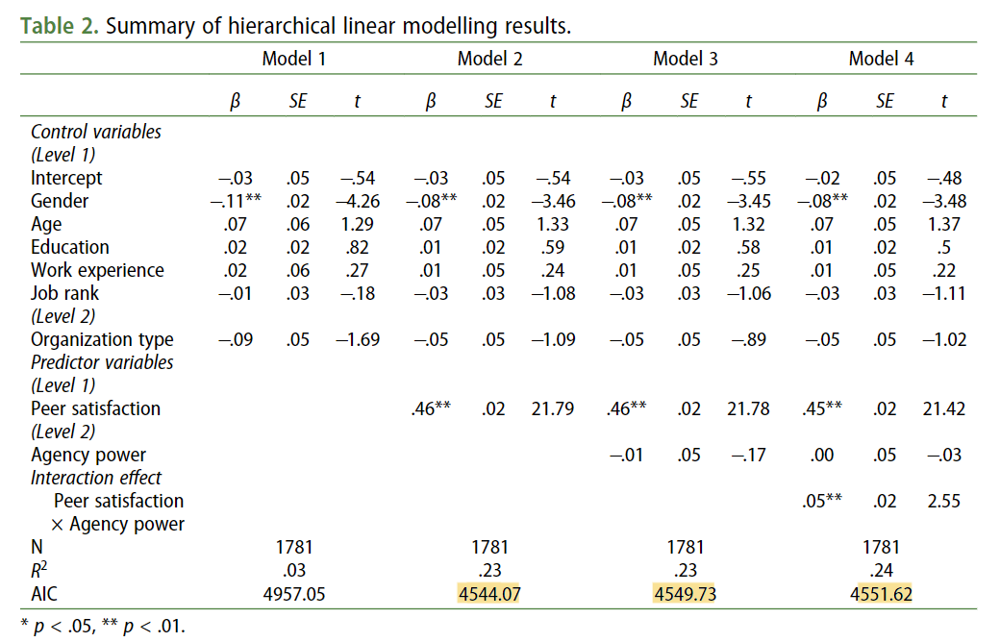 Table 2. Summary of hierarchical linear modelling results.
Model 1 Model 2 Model 3 Model 4
β SE t β SE t β SE t β SE t
Control variables
(Level 1)
Intercept −.03 .05 −.54 −.03 .05 −.54 −.03 .05 −.55 −.02 .05 −.48
Gender −.11** .02 −4.26 −.08** .02 −3.46 −.08** .02 −3.45 −.08** .02 −3.48
Age .07 .06 1.29 .07 .05 1.33 .07 .05 1.32 .07 .05 1.37
Education .02 .02 .82 .01 .02 .59 .01 .02 .58 .01 .02 .5
Work experience .02 .06 .27 .01 .05 .24 .01 .05 .25 .01 .05 .22
Job rank −.01 .03 −.18 −.03 .03 −1.08 −.03 .03 −1.06 −.03 .03 −1.11
(Level 2)
Organization type −.09 .05 −1.69 −.05 .05 −1.09 −.05 .05 −.89 −.05 .05 −1.02
Predictor variables
(Level 1)
Peer satisfaction .46** .02 21.79 .46** .02 21.78 .45** .02 21.42
(Level 2)
Agency power −.01 .05 −.17 .00 .05 −.03
Interaction effect
Peer satisfaction .05** .02 2.55
× Agency power
N 1781 1781 1781 1781
R² .03 .23 .23 .24
AIC 4957.05 4544.07 4549.73 4551.62
* p < .05, ** p < .01.